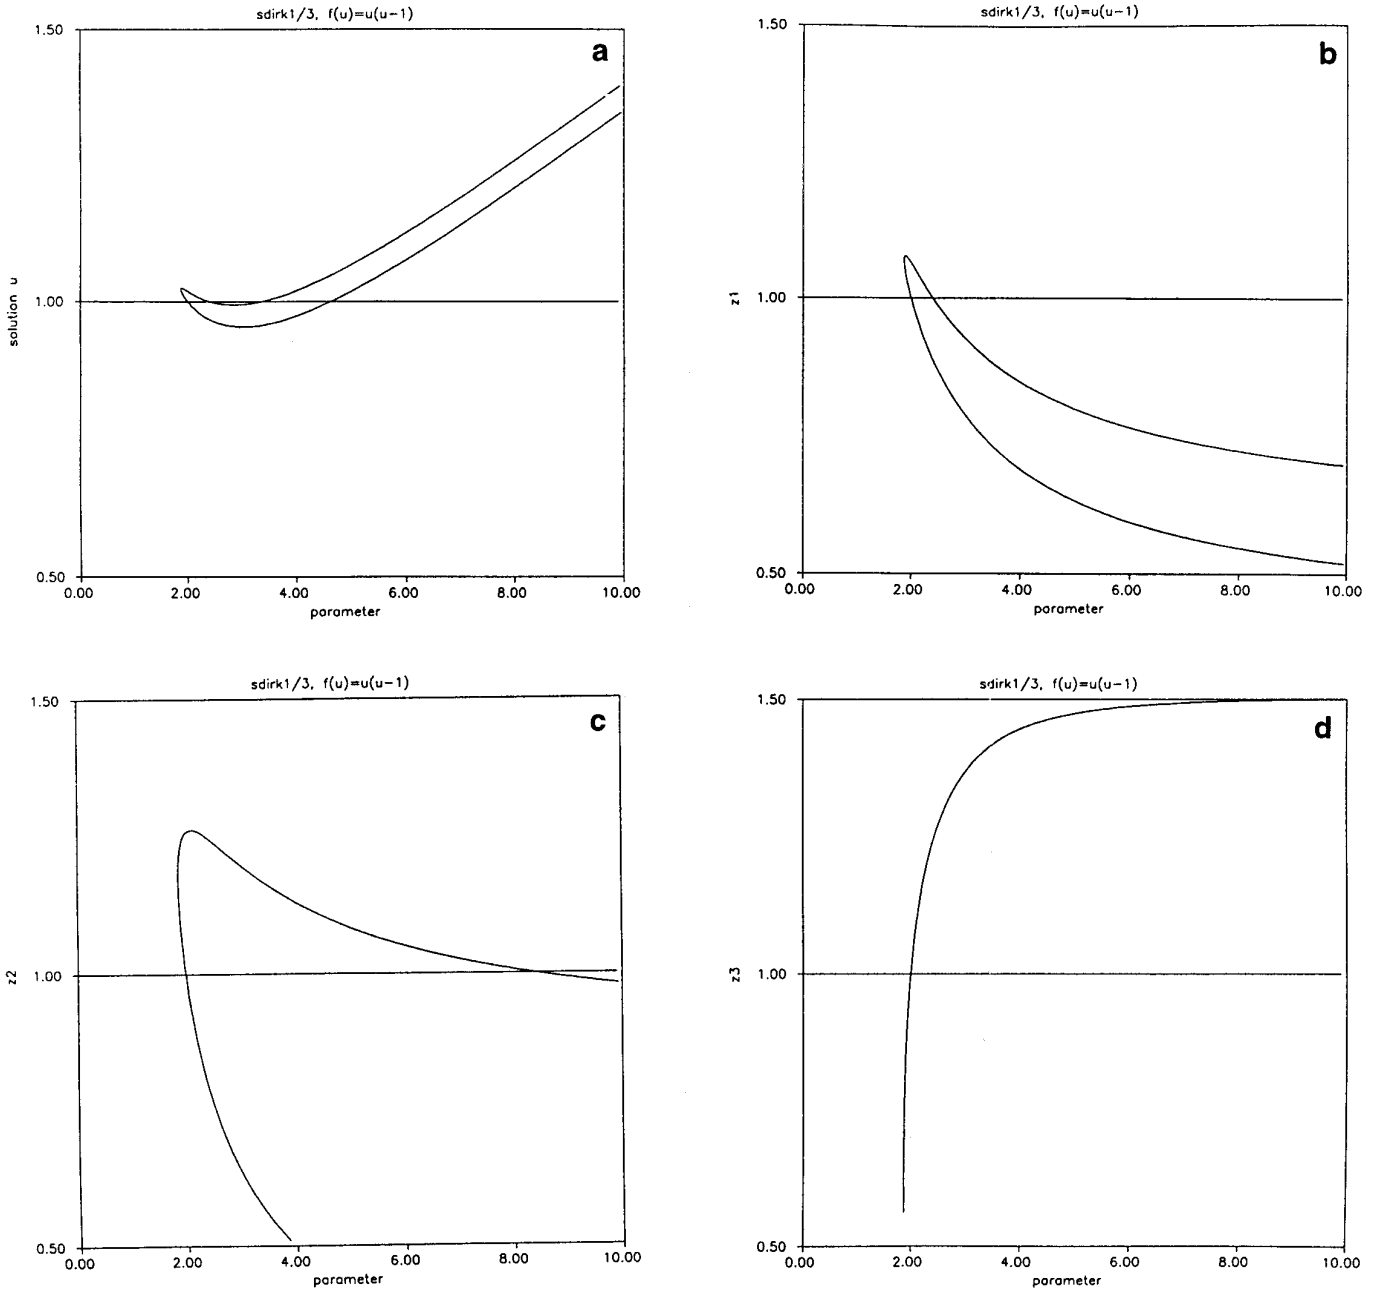 sdirk1/3, f(u)=u(u-1)
1.50
a
solution u
1.00
0.50
0.00 2.00 4.00 6.00 8.00 10.00
parameter
sdirk1/3, f(u)=u(u-1)
1.50
b
z1
1.00
0.50
0.00 2.00 4.00 6.00 8.00 10.00
parameter
sdirk1/3, f(u)=u(u-1)
1.50
c
z2
1.00
0.50
0.00 2.00 4.00 6.00 8.00 10.00
parameter
sdirk1/3, f(u)=u(u-1)
1.50
d
z3
1.00
0.50
0.00 2.00 4.00 6.00 8.00 10.00
parameter